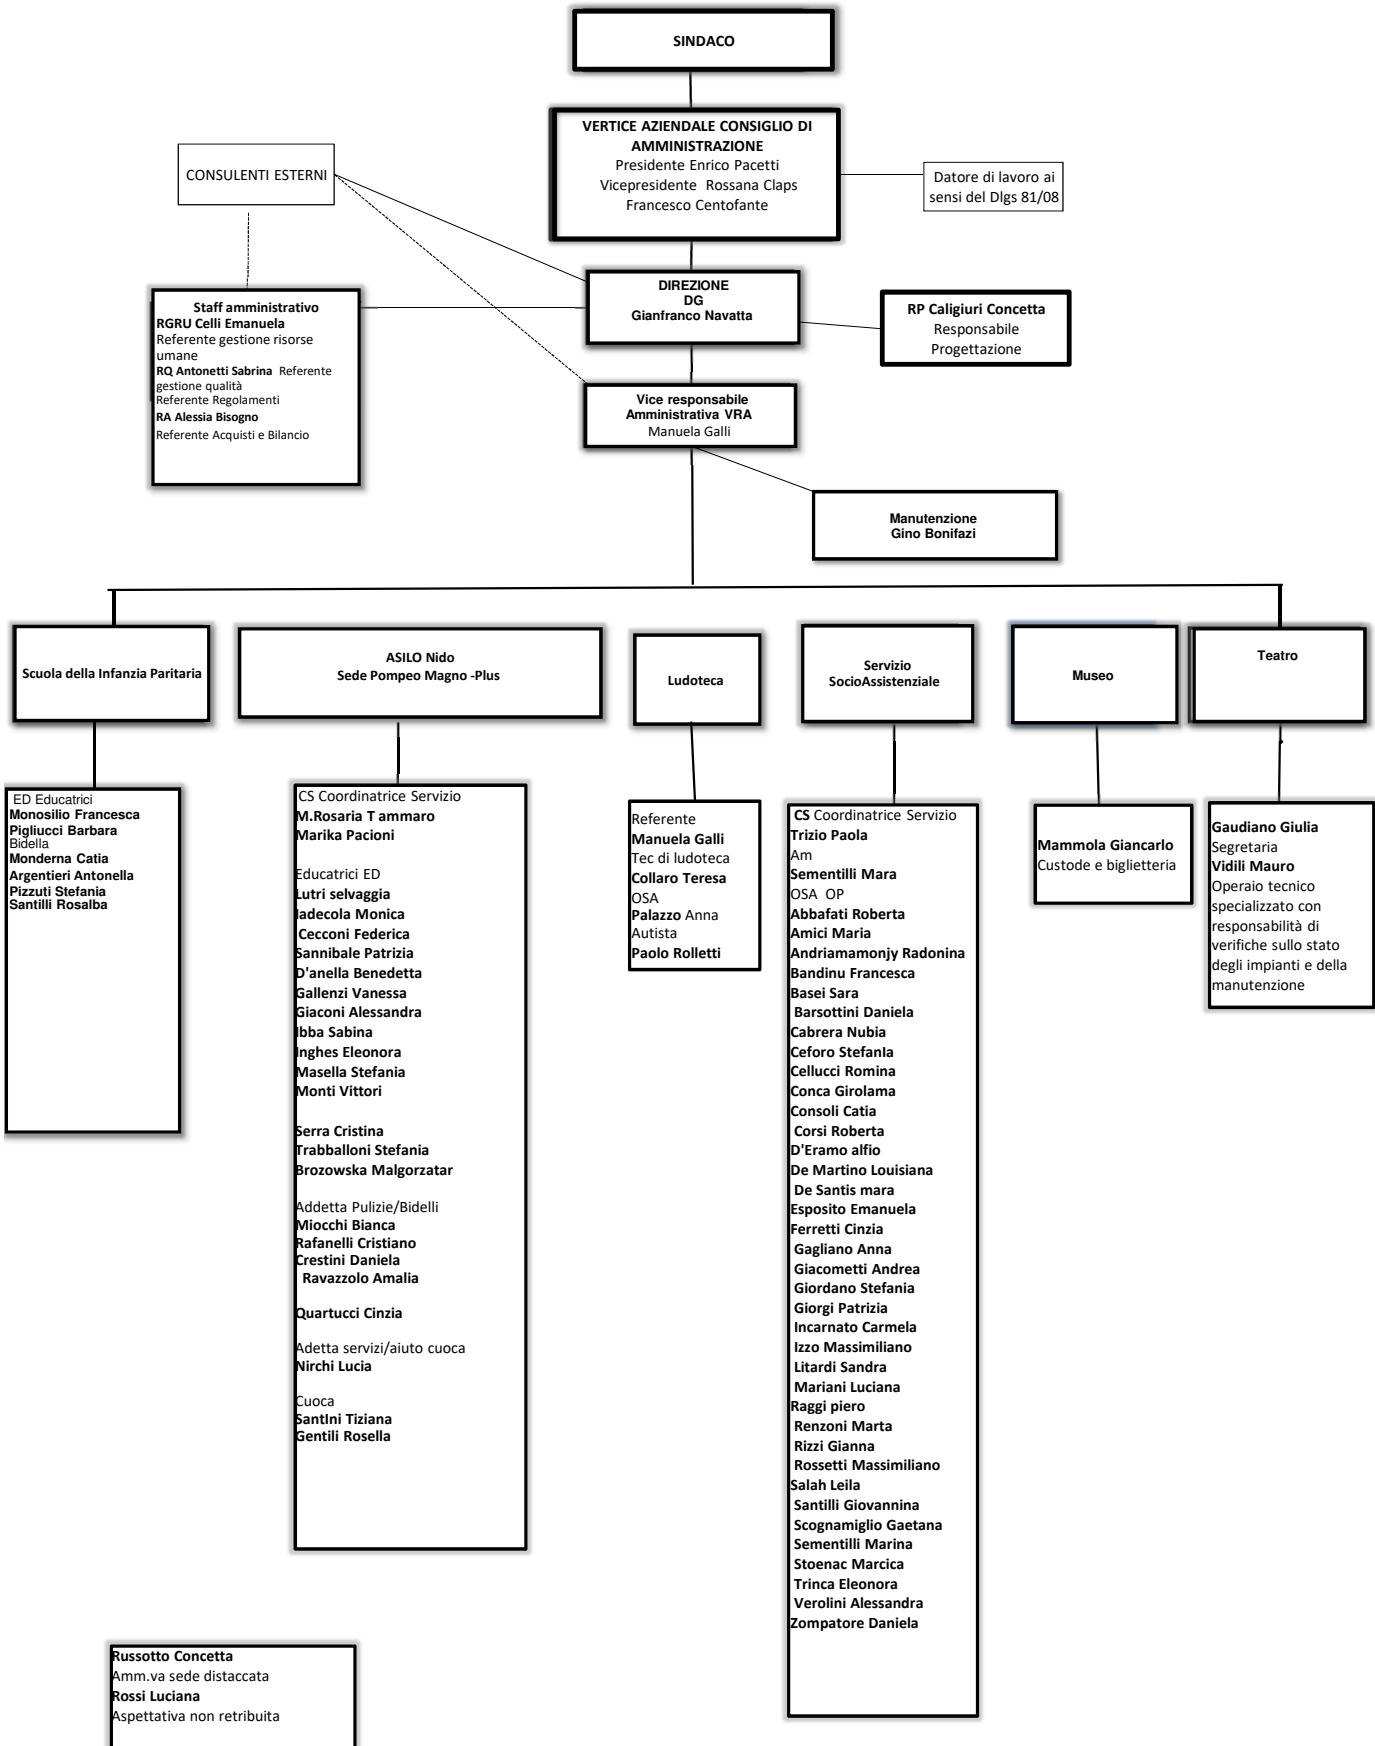 SINDACO
VERTICE AZIENDALE CONSIGLIO DI
AMMINISTRAZIONE
Presidente Enrico Pacetti
Vicepresidente Rossana Claps
Francesco Centofante
CONSULENTI ESTERNI
Datore di lavoro ai
sensi del Dlgs 81/08
DIREZIONE
DG
Gianfranco Navatta
Staff amministrativo
RGRU Celli Emanuela
Referente gestione risorse
umane
RQ Antonetti Sabrina Referente
gestione qualità
Referente Regolamenti
RA Alessia Bisogno
Referente Acquisti e Bilancio
RP Caligiuri Concetta
Responsabile
Progettazione
Vice responsabile
Amministrativa VRA
Manuela Galli
Manutenzione
Gino Bonifazi
Scuola della Infanzia Paritaria
ASILO Nido
Sede Pompeo Magno -Plus
Ludoteca
Servizio
SocioAssistenziale
Museo
Teatro
ED Educatrici
Monosilio Francesca
Pigliucci Barbara
Bidella
Monderna Catia
Argentieri Antonella
Pizzuti Stefania
Santilli Rosalba
CS Coordinatrice Servizio
M.Rosaria T ammaro
Marika Pacioni
Educatrici ED
Lutri selvaggia
Iadecola Monica
Cecconi Federica
Sannibale Patrizia
D'anella Benedetta
Gallenzi Vanessa
Giaconi Alessandra
Ibba Sabina
Inghes Eleonora
Masella Stefania
Monti Vittori
Serra Cristina
Traballoni Stefania
Brozowska Malgorzatar
Addetta Pulizie/Bidelli
Miocchi Bianca
Rafanelli Cristiano
Crestini Daniela
Ravazzolo Amalia
Quartucci Cinzia
Adetta servizi/aiuto cuoca
Nirchi Lucia
Cuoca
SantIni Tiziana
Gentili Rosella
Referente
Manuela Galli
Tec di ludoteca
Collaro Teresa
OSA
Palazzo Anna
Autista
Paolo Rolletti
CS Coordinatrice Servizio
Trizio Paola
Am
Sementilli Mara
OSA OP
Abbafati Roberta
Amici Maria
Andriamamonjy Radonina
Bandinu Francesca
Basei Sara
Barsottini Daniela
Cabrera Nubia
Ceforo StefanIa
Cellucci Romina
Conca Girolama
Consoli Catia
Corsi Roberta
D'Eramo alfio
De Martino Louisiana
De Santis mara
Esposito Emanuela
Ferretti Cinzia
Gagliano Anna
Giacometti Andrea
Giordano Stefania
Giorgi Patrizia
Incarnato Carmela
Izzo Massimiliano
Litardi Sandra
Mariani Luciana
Raggi piero
Renzoni Marta
Rizzi Gianna
Rossetti Massimiliano
Salah Leila
Santilli Giovannina
Scognamiglio Gaetana
Sementilli Marina
Stoenac Marcica
Trinca Eleonora
Verolini Alessandra
Zompatore Daniela
Mammola Giancarlo
Custode e biglietteria
Gaudiano Giulia
Segretaria
Vidili Mauro
Operaio tecnico
specializzato con
responsabilità di
verifiche sullo stato
degli impianti e della
manutenzione
Russotto Concetta
Amm.va sede distaccata
Rossi Luciana
Aspettativa non retribuita